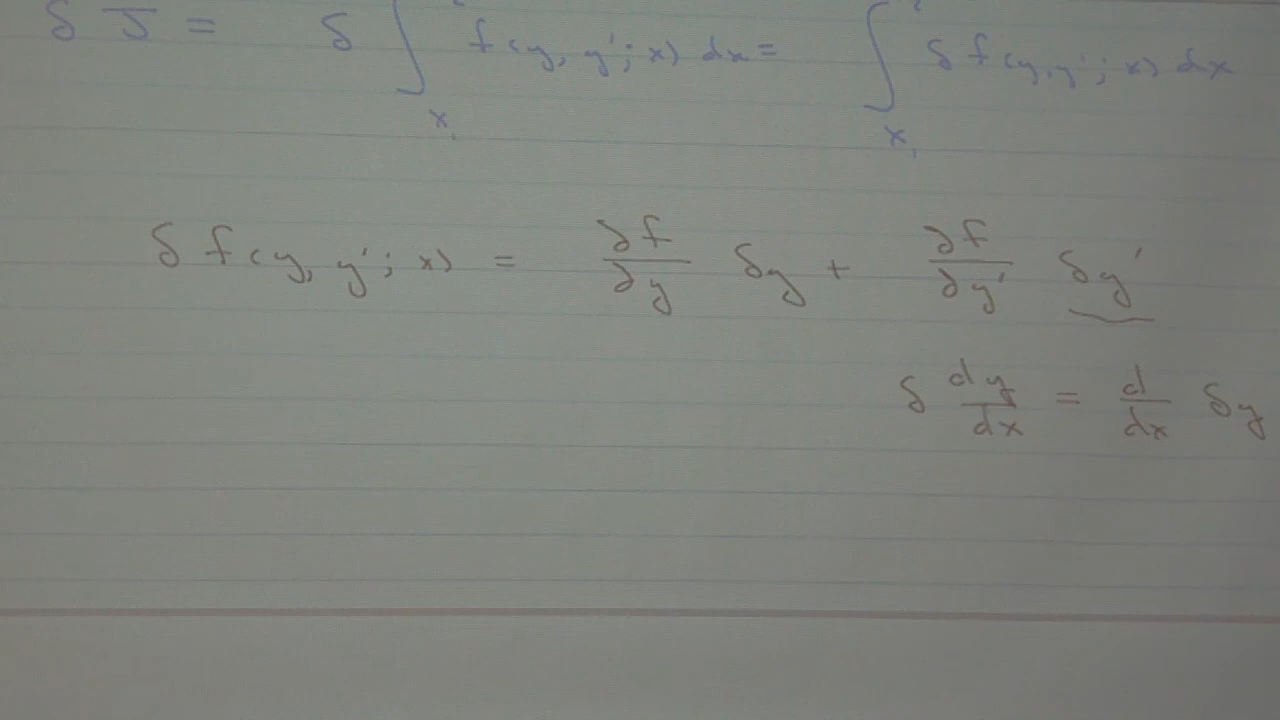 δ J = δ ∫ₓ₁ f(y, y'; x) dx = ∫ₓ₁ δ f(y, y'; x) dx
δ f(y, y'; x) = ∂f/∂y δy + ∂f/∂y' δy'
δ dy/dx = d/dx δy